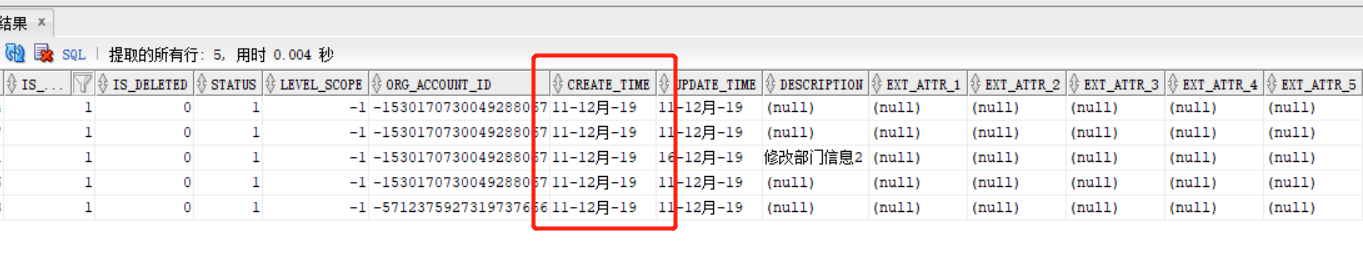 结果 ×
SQL | 提取的所有行: 5, 用时 0.004 秒
IS_... IS_DELETED STATUS LEVEL_SCOPE ORG_ACCOUNT_ID CREATE_TIME UPDATE_TIME DESCRIPTION EXT_ATTR_1 EXT_ATTR_2 EXT_ATTR_3 EXT_ATTR_4 EXT_ATTR_5
1 0 1 -1 -1530170730049288067 11-12月-19 11-12月-19 (null) (null) (null) (null) (null) (null)
1 0 1 -1 -1530170730049288067 11-12月-19 11-12月-19 (null) (null) (null) (null) (null) (null)
1 0 1 -1 -1530170730049288067 11-12月-19 16-12月-19 修改部门信息2 (null) (null) (null) (null) (null)
1 0 1 -1 -1530170730049288067 11-12月-19 11-12月-19 (null) (null) (null) (null) (null) (null)
1 0 1 -1 11-12月-19 11-12月-19 (null) (null) (null) (null) (null) (null)